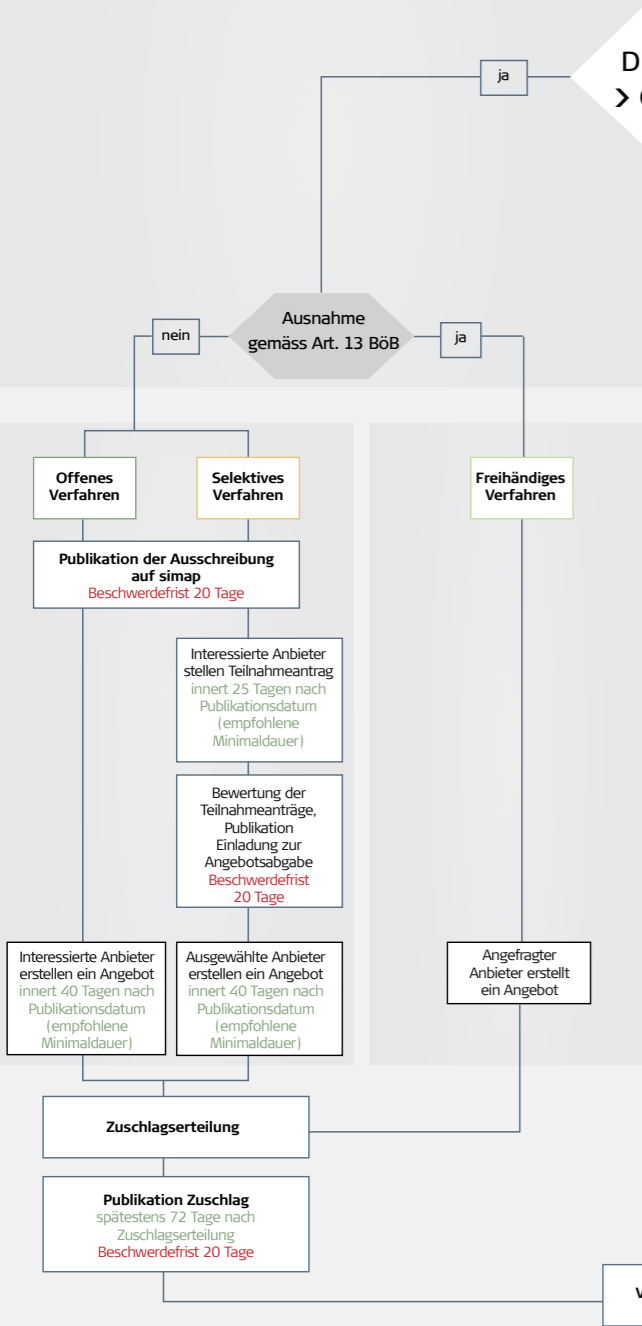 ja
D
>
Ausnahme
gemäss Art. 13 BöB
nein
ja
Offenes
Verfahren
Selektives
Verfahren
Freihändiges
Verfahren
Publikation der Ausschreibung
auf simap
Beschwerdefrist 20 Tage
Interessierte Anbieter
stellen Teilnahmeantrag
innert 25 Tagen nach
Publikationsdatum
(empfohlene
Minimaldauer)
Bewertung der
Teilnahmeanträge,
Publikation
Einladung zur
Angebotsabgabe
Beschwerdefrist
20 Tage
Interessierte Anbieter
erstellen ein Angebot
innert 40 Tagen nach
Publikationsdatum
(empfohlene
Minimaldauer)
Ausgewählte Anbieter
erstellen ein Angebot
innert 40 Tagen nach
Publikationsdatum
(empfohlene
Minimaldauer)
Angefragter
Anbieter erstellt
ein Angebot
Zuschlagserteilung
Publikation Zuschlag
spätestens 72 Tage nach
Zuschlagserteilung
Beschwerdefrist 20 Tage